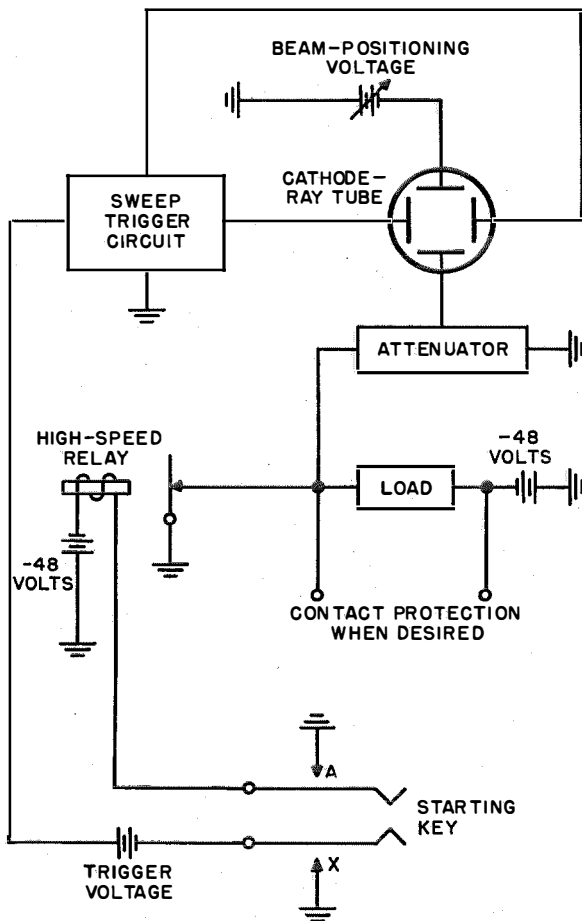 BEAM-POSITIONING
VOLTAGE
CATHODE-
RAY TUBE
SWEEP
TRIGGER
CIRCUIT
ATTENUATOR
HIGH-SPEED
RELAY
-48
VOLTS
LOAD
-48
VOLTS
CONTACT PROTECTION
WHEN DESIRED
A
STARTING
KEY
X
TRIGGER
VOLTAGE